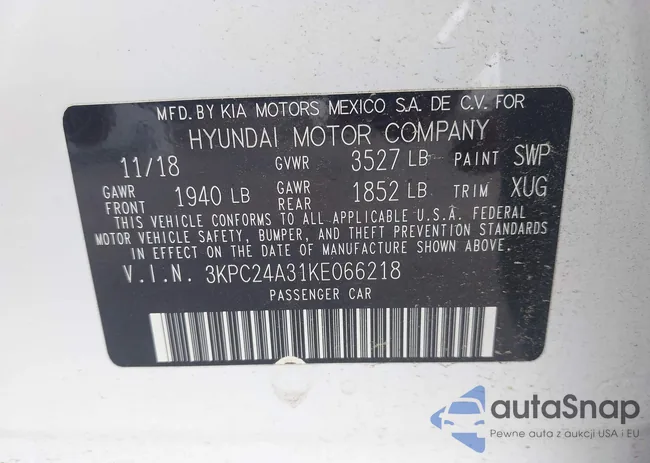 MFD. BY KIA MOTORS MEXICO S.A. DE C.V. FOR
HYUNDAI MOTOR COMPANY
11/18 GVWR 3527 LB PAINT SWP
GAWR FRONT 1940 LB GAWR REAR 1852 LB TRIM XUG
THIS VEHICLE CONFORMS TO ALL APPLICABLE U.S.A. FEDERAL
MOTOR VEHICLE SAFETY, BUMPER, AND THEFT PREVENTION STANDARDS
IN EFFECT ON THE DATE OF MANUFACTURE SHOWN ABOVE.
V.I.N. 3KPC24A31KE066218
PASSENGER CAR
autoSnap
Pewne auta z aukcji USA i EU